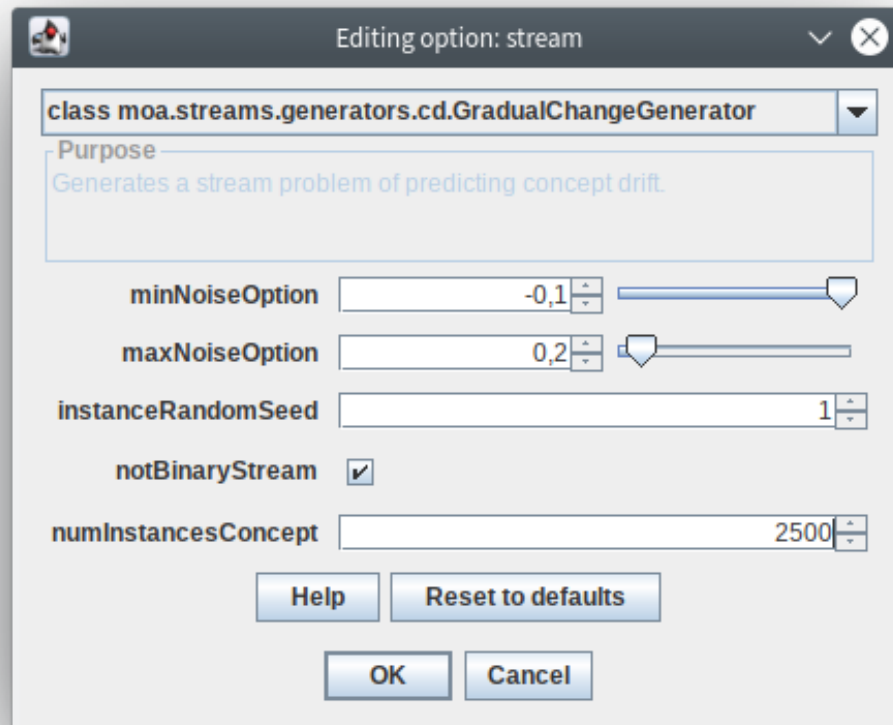 Editing option: stream
class moa.streams.generators.cd.GradualChangeGenerator
Purpose
Generates a stream problem of predicting concept drift.
minNoiseOption -0,1
maxNoiseOption 0,2
instanceRandomSeed 1
notBinaryStream
numInstancesConcept 2500
Help Reset to defaults
OK Cancel